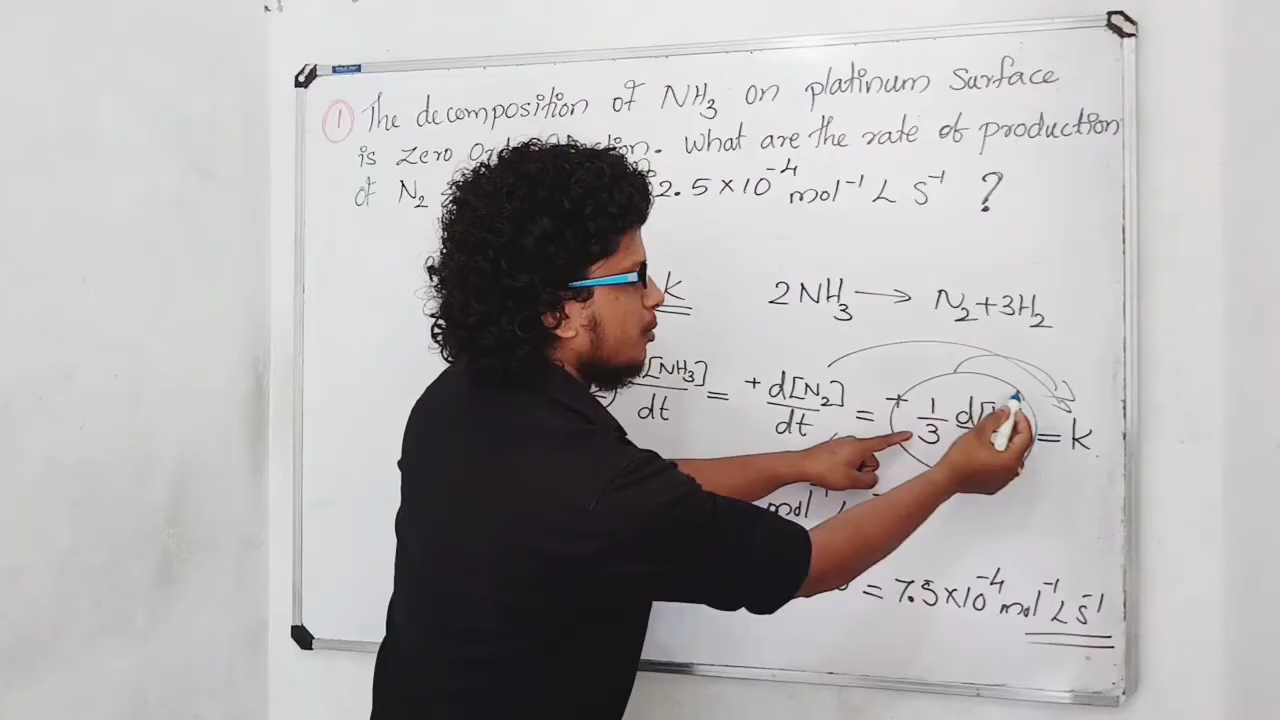 ① The decomposition of NH₃ on platinum Surface
is Zero Or ction. What are the rate of production
of N₂ 2.5×10⁻⁴ mol⁻¹ L S⁻¹ ?
k 2NH₃ → N₂+3H₂
[NH₃]/dt = + d[N₂]/dt = + 1/3 d[ = k
mol⁻¹ L
= 7.5×10⁻⁴ mol⁻¹ L S⁻¹